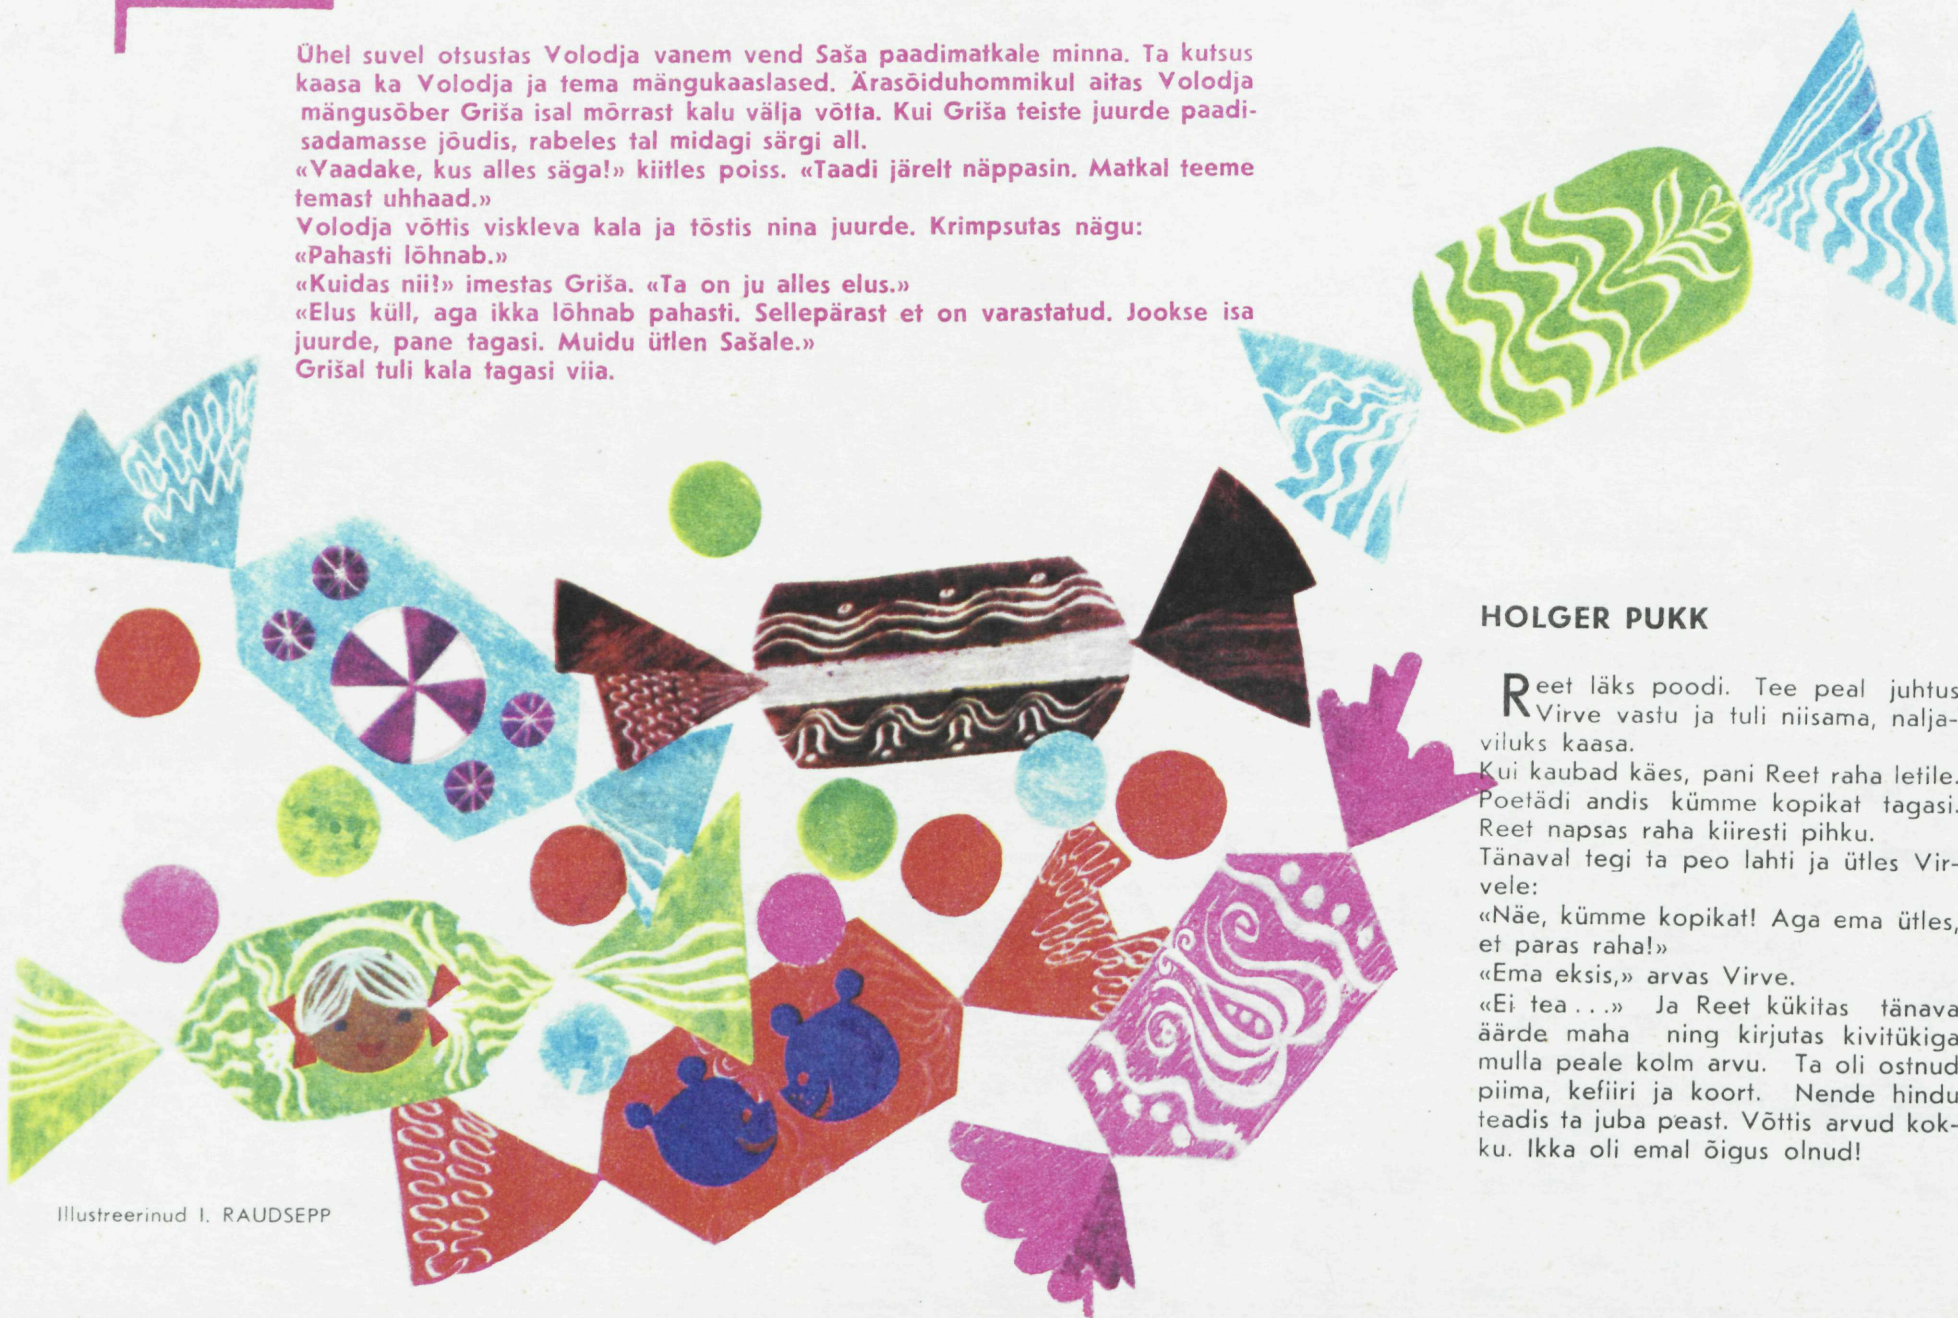 Ühel suvel otsustas Volodja vanem vend Saša paadimatkale minna. Ta kutsus
kaasa ka Volodja ja tema mängukaaslased. Ärasõiduhommikul aitas Volodja
mängusõber Griša isal mõrrast kalu välja võtta. Kui Griša teiste juurde paadi-
sadamasse jõudis, rabeles tal midagi särgi all.
«Vaadake, kus alles säga!» kiitles poiss. «Taadi järelt näppasin. Matkal teeme
temast uhhaad.»
Volodja võttis viskleva kala ja tõstis nina juurde. Krimpsutas nägu:
«Pahasti lõhnab.»
«Kuidas nii!» imestas Griša. «Ta on ju alles elus.»
«Elus küll, aga ikka lõhnab pahasti. Sellepärast et on varastatud. Jookse isa
juurde, pane tagasi. Muidu ütlen Sašale.»
Grišal tuli kala tagasi viia.
HOLGER PUKK
Reet läks poodi. Tee peal juhtus
Virve vastu ja tuli niisama, nalja-
viluks kaasa.
Kui kaubad käes, pani Reet raha letile.
Poetädi andis kümme kopikat tagasi.
Reet napsas raha kiiresti pihku.
Tänaval tegi ta peo lahti ja ütles Vir-
vele:
«Näe, kümme kopikat! Aga ema ütles,
et paras raha!»
«Ema eksis,» arvas Virve.
«Ei tea...» Ja Reet kükitas tänava
äärde maha ning kirjutas kivitükiga
mulla peale kolm arvu. Ta oli ostnud
piima, kefiiri ja koort. Nende hindu
teadis ta juba peast. Võttis arvud kok-
ku. Ikka oli emal õigus olnud!
Illustreerinud I. RAUDSEPP